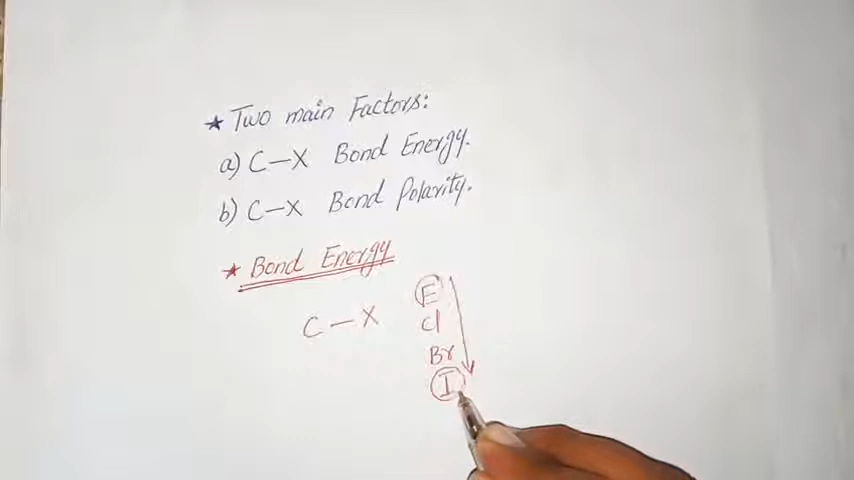 ★ Two main Factors:
a) C—X Bond Energy.
b) C—X Bond Polarity.
★ Bond Energy
F
C—X Cl
Br
I